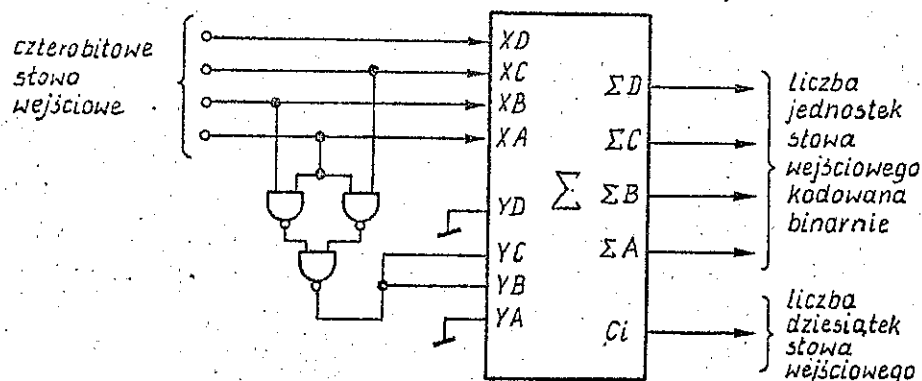 czterobitowe
słowa
wejściowe
XD
XC
XB
XA
YD
YC
YB
YA
Σ
ΣD
ΣC
ΣB
ΣA
Ci
liczba
jednostek
słowa
wejściowego
kodowana
binarnie
liczba
dziesiątek
słowa
wejściowego